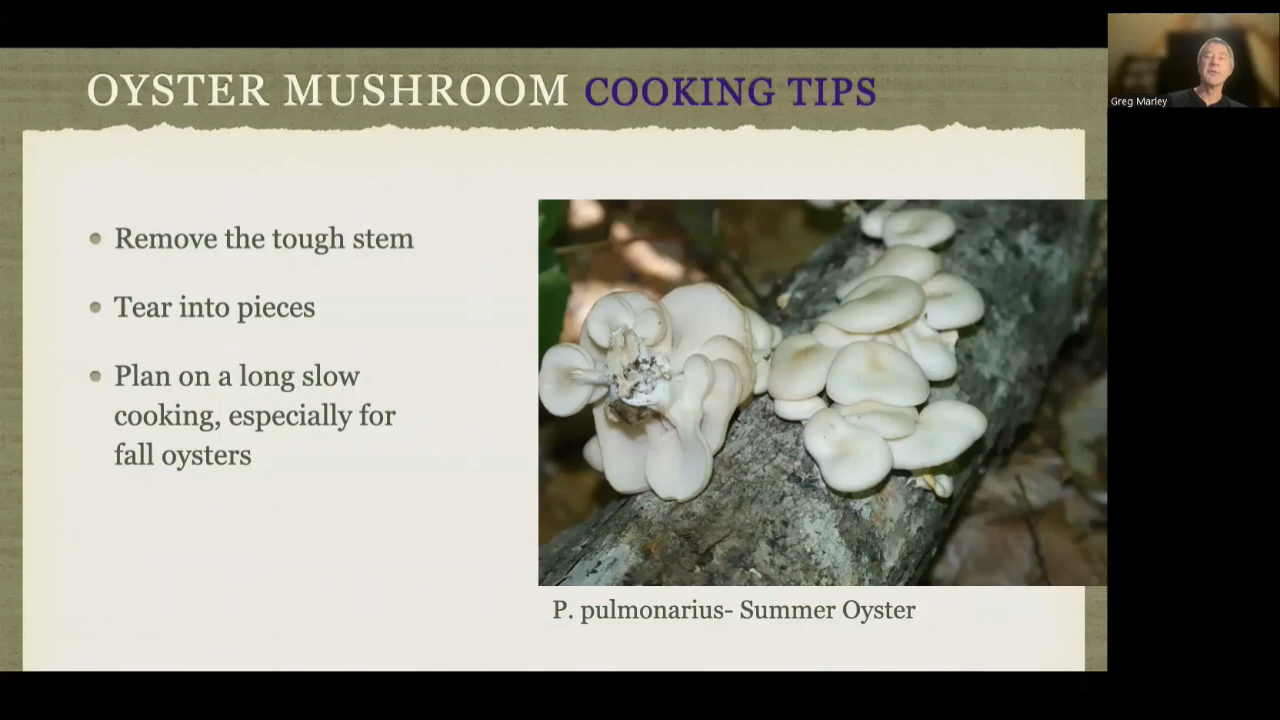 OYSTER MUSHROOM COOKING TIPS
Greg Marley
• Remove the tough stem
• Tear into pieces
• Plan on a long slow
cooking, especially for
fall oysters
P. pulmonarius- Summer Oyster